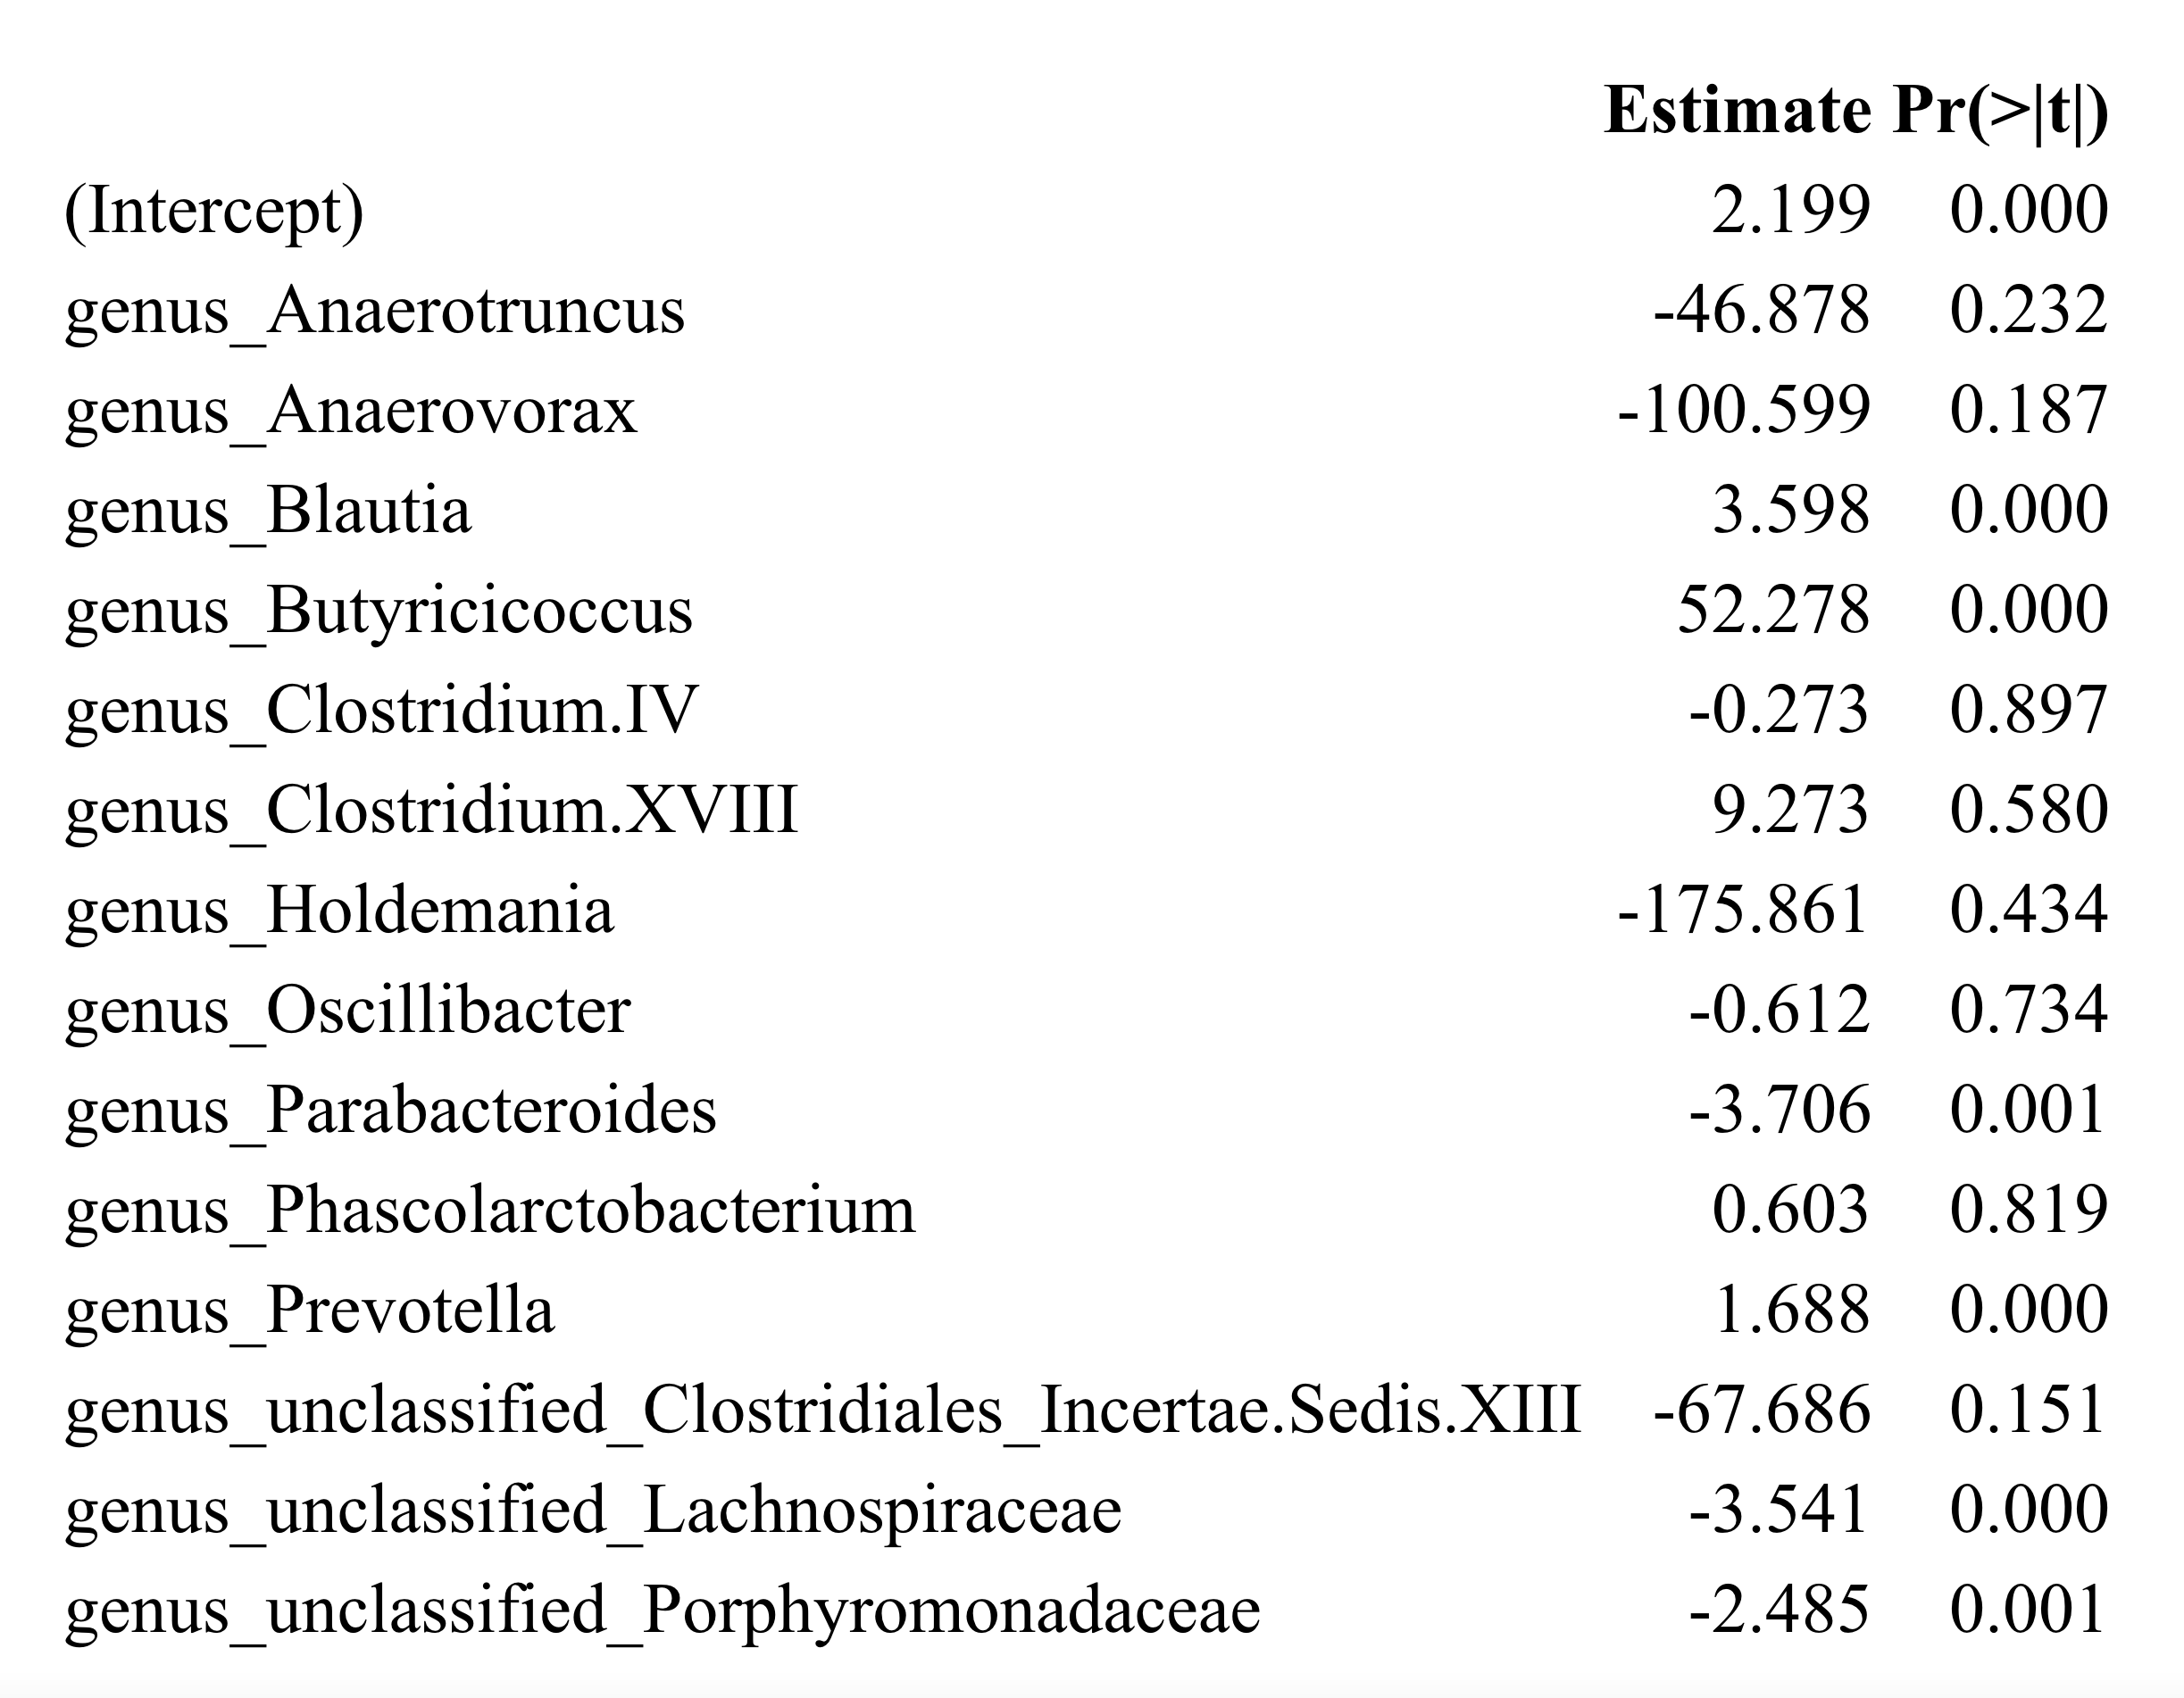 Estimate Pr(>|t|)
(Intercept) 2.199 0.000
genus_Anaerotruncus -46.878 0.232
genus_Anaerovorax -100.599 0.187
genus_Blautia 3.598 0.000
genus_Butyricicoccus 52.278 0.000
genus_Clostridium.IV -0.273 0.897
genus_Clostridium.XVIII 9.273 0.580
genus_Holdemania -175.861 0.434
genus_Oscillibacter -0.612 0.734
genus_Parabacteroides -3.706 0.001
genus_Phascolarctobacterium 0.603 0.819
genus_Prevotella 1.688 0.000
genus_unclassified_Clostridiales_Incertae.Sedis.XIII -67.686 0.151
genus_unclassified_Lachnospiraceae -3.541 0.000
genus_unclassified_Porphyromonadaceae -2.485 0.001